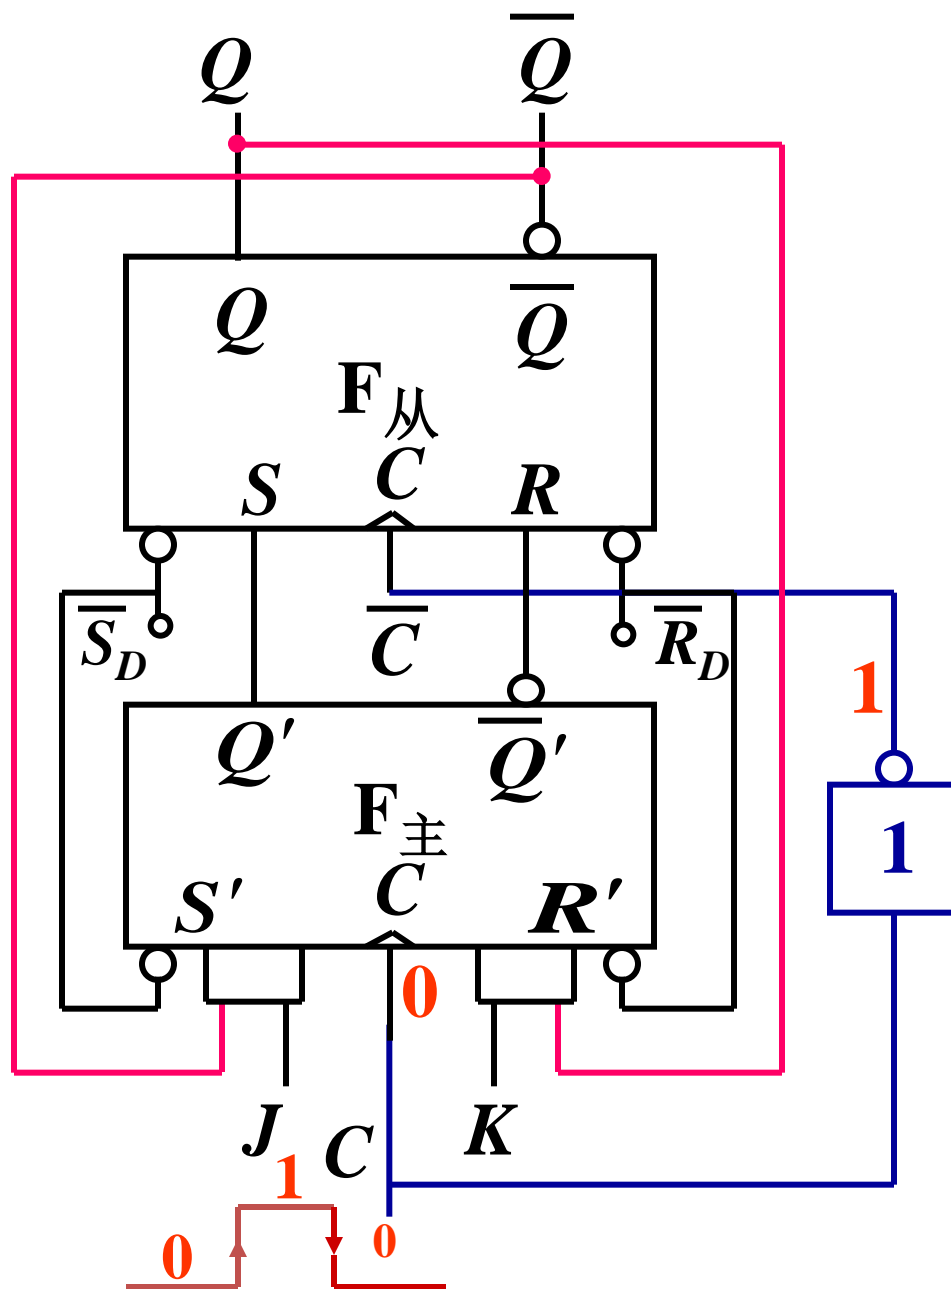 Q Q̅
Q Q̅
F从
S C R
S̅D C̅ R̅D
1
Q′ Q̅′
F主
1
S′ C R′
0
J C K
1
0 0